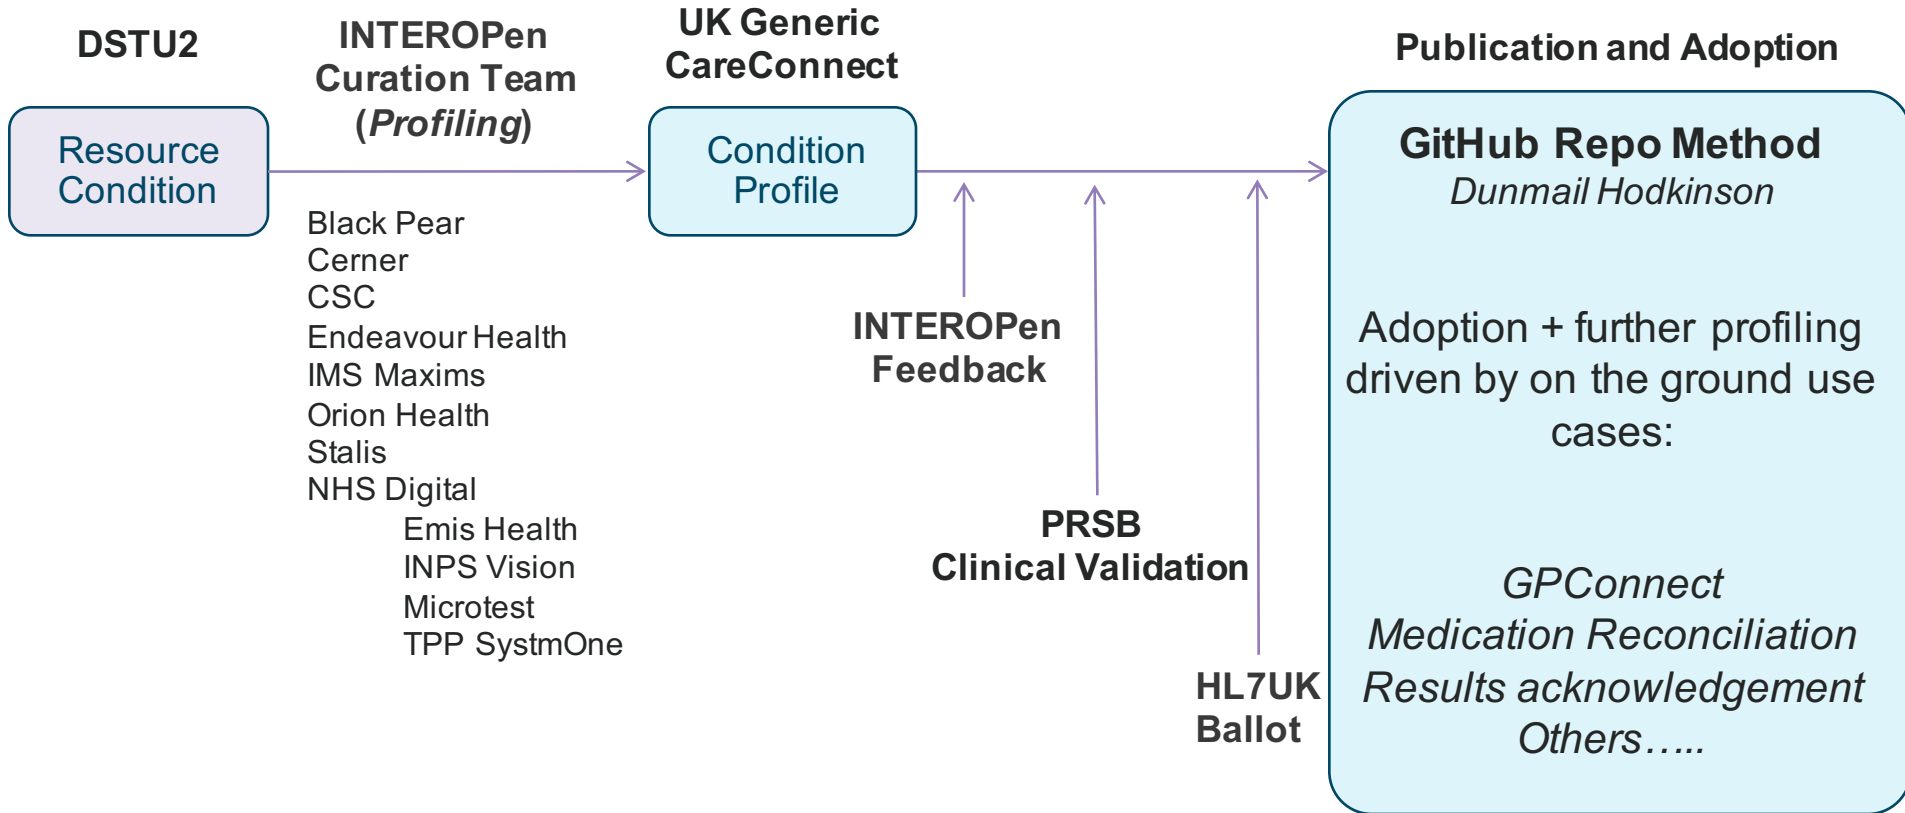 DSTU2
Resource
Condition
INTEROPen
Curation Team
(Profiling)
Black Pear
Cerner
CSC
Endeavour Health
IMS Maxims
Orion Health
Stalis
NHS Digital
Emis Health
INPS Vision
Microtest
TPP SystmOne
UK Generic
CareConnect
Condition
Profile
INTEROPen
Feedback
PRSB
Clinical Validation
HL7UK
Ballot
Publication and Adoption
GitHub Repo Method
Dunmail Hodkinson
Adoption + further profiling
driven by on the ground use
cases:
GPConnect
Medication Reconciliation
Results acknowledgement
Others…..